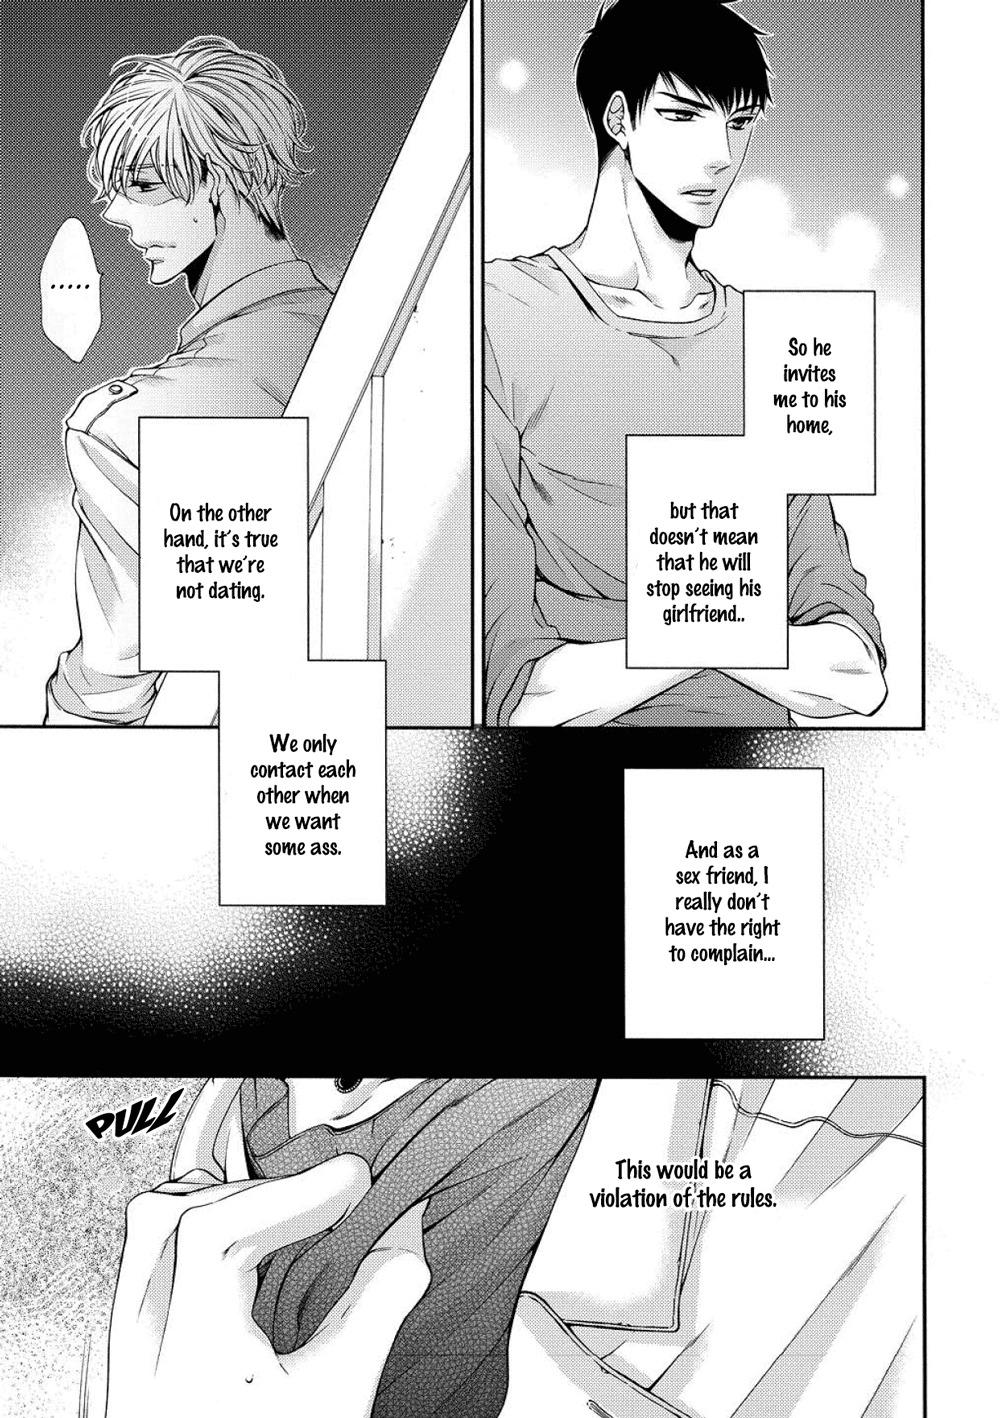 So he
invites
me to his
home,
but that
doesn't mean
that he will
stop seeing his
girlfriend..
.....
On the other
hand, it's true
that we're
not dating.
We only
contact each
other when
we want
some ass.
And as a
sex friend, I
really don't
have the right
to complain...
PULL
This would be a
violation of the rules.